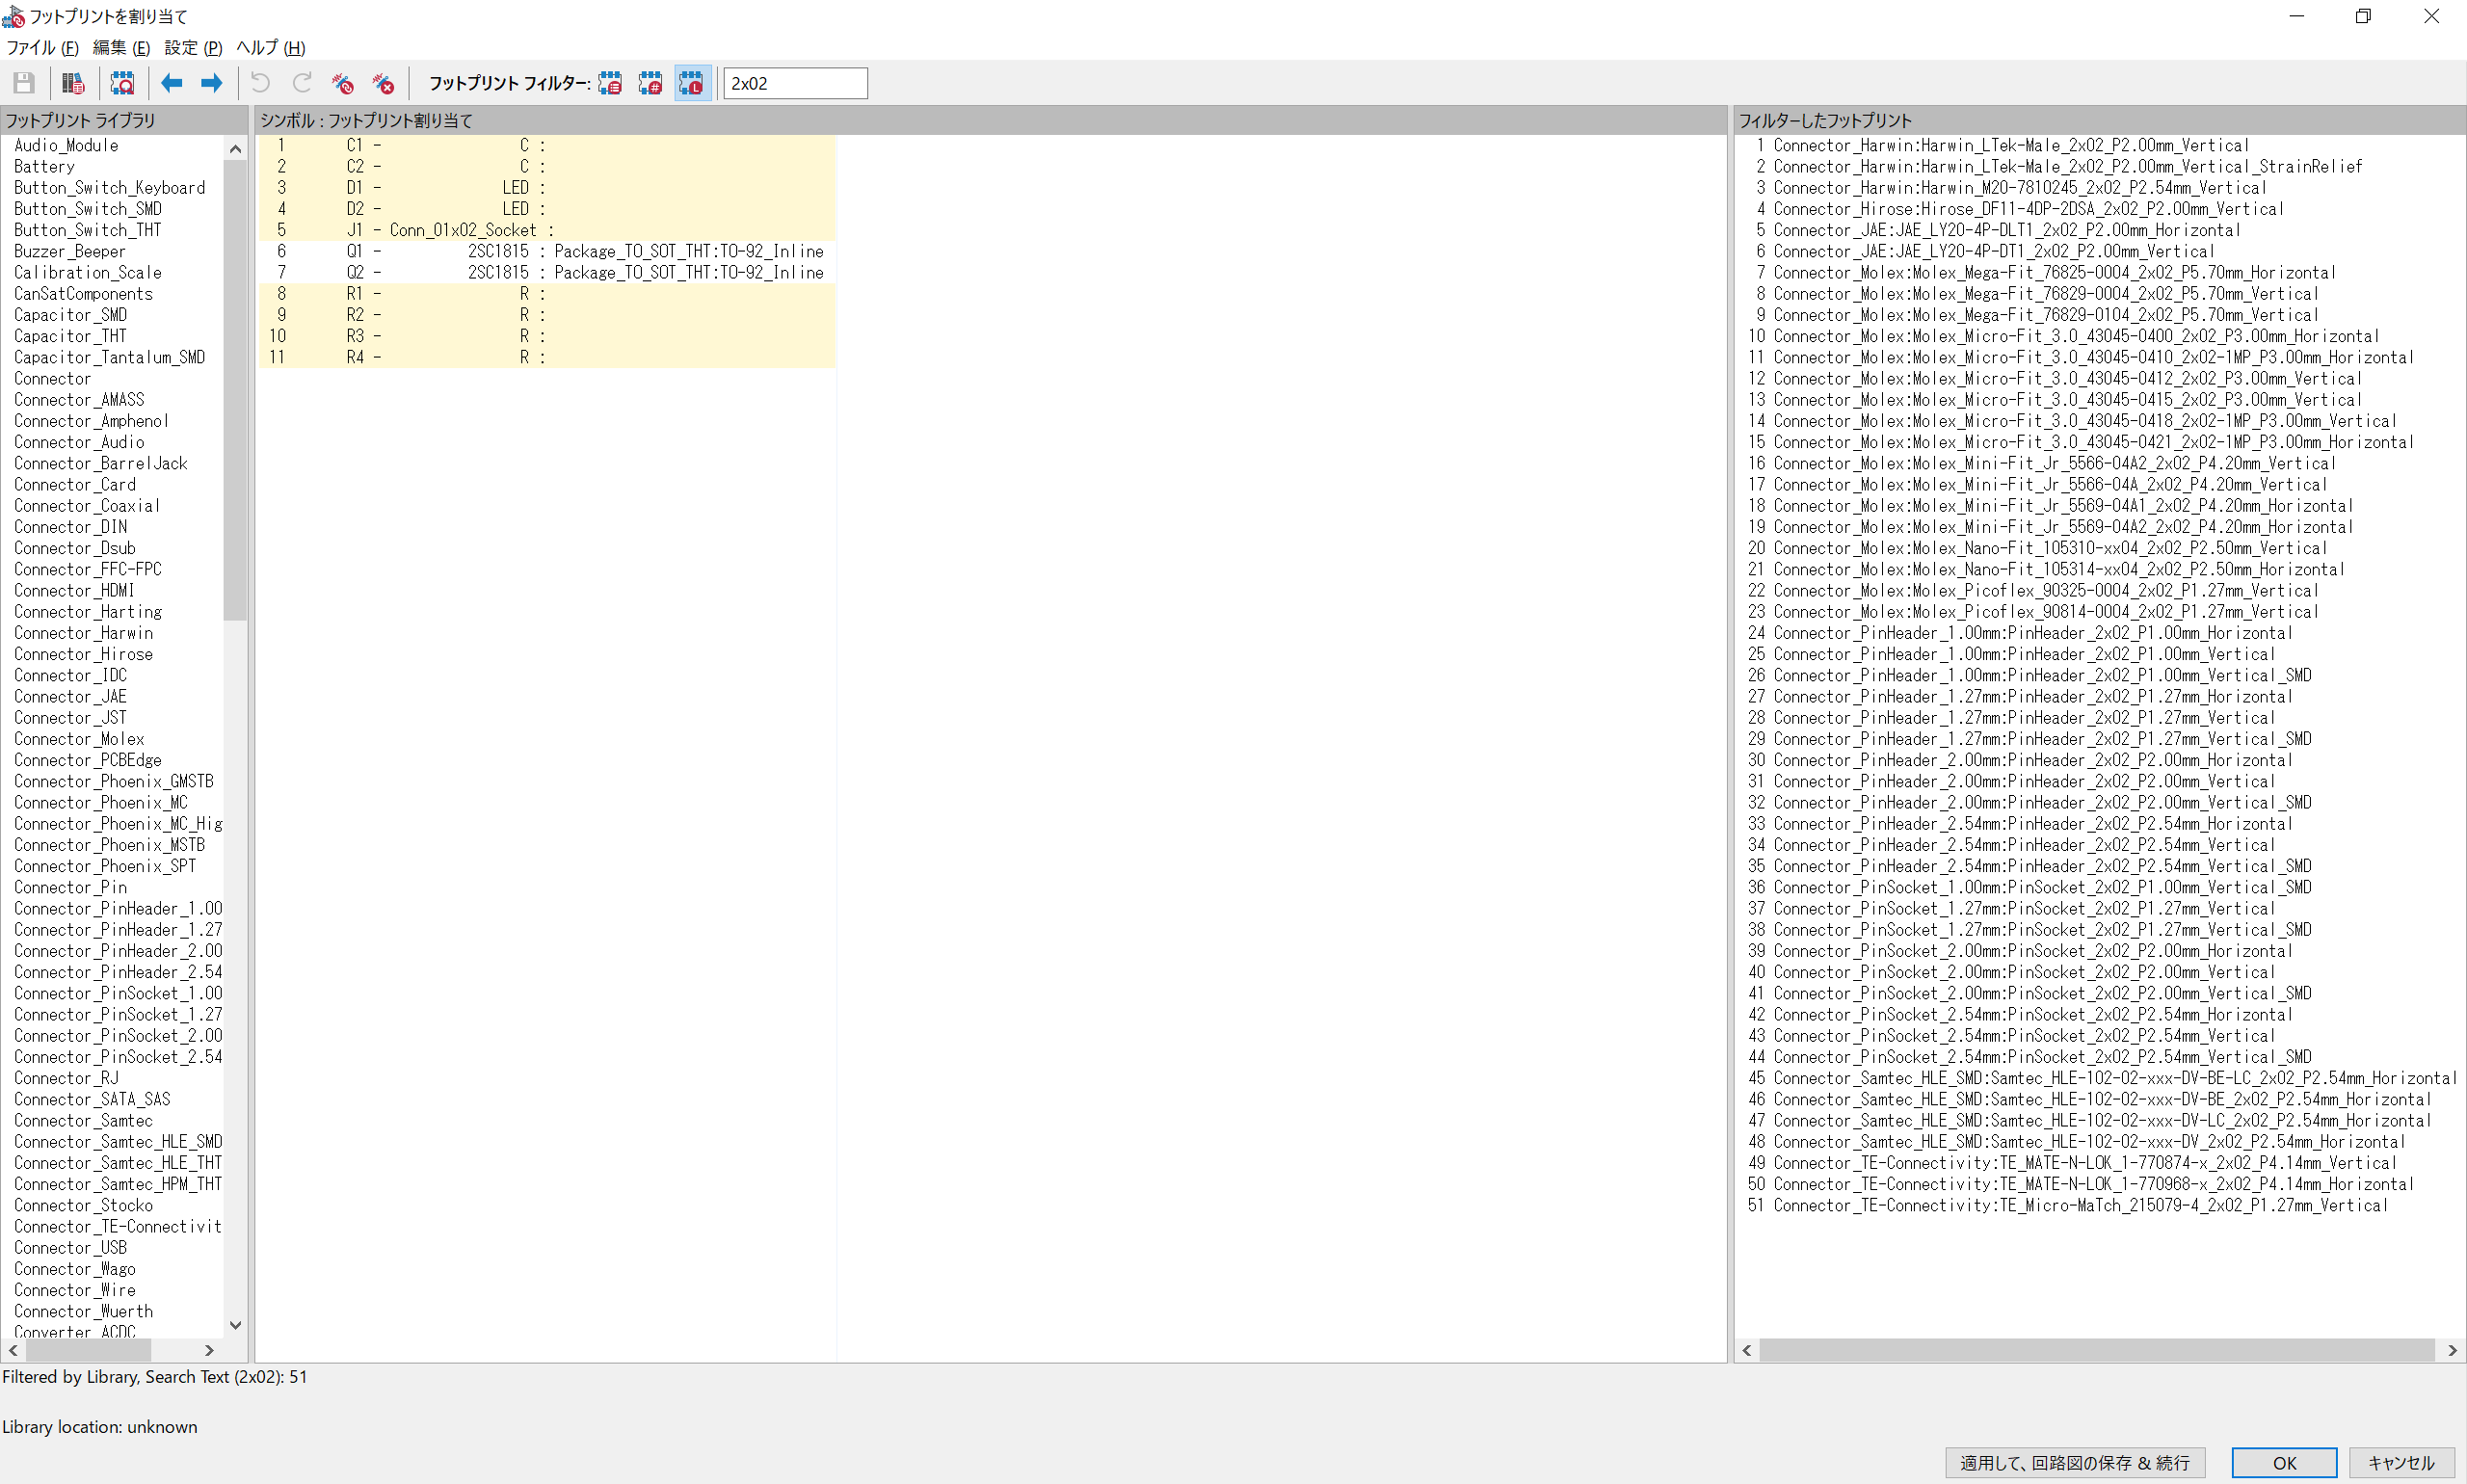 フットプリントを割り当て
ファイル (F) 編集 (E) 設定 (P) ヘルプ (H)
フットプリント フィルター: 2x02
フットプリント ライブラリ
Audio_Module
Battery
Button_Switch_Keyboard
Button_Switch_SMD
Button_Switch_THT
Buzzer_Beeper
Calibration_Scale
CanSatComponents
Capacitor_SMD
Capacitor_THT
Capacitor_Tantalum_SMD
Connector
Connector_AMASS
Connector_Amphenol
Connector_Audio
Connector_BarrelJack
Connector_Card
Connector_Coaxial
Connector_DIN
Connector_Dsub
Connector_FFC-FPC
Connector_HDMI
Connector_Harting
Connector_Harwin
Connector_Hirose
Connector_IDC
Connector_JAE
Connector_JST
Connector_Molex
Connector_PCBEdge
Connector_Phoenix_GMSTB
Connector_Phoenix_MC
Connector_Phoenix_MC_Hig
Connector_Phoenix_MSTB
Connector_Phoenix_SPT
Connector_Pin
Connector_PinHeader_1.00
Connector_PinHeader_1.27
Connector_PinHeader_2.00
Connector_PinHeader_2.54
Connector_PinSocket_1.00
Connector_PinSocket_1.27
Connector_PinSocket_2.00
Connector_PinSocket_2.54
Connector_RJ
Connector_SATA_SAS
Connector_Samtec
Connector_Samtec_HLE_SMD
Connector_Samtec_HLE_THT
Connector_Samtec_HPM_THT
Connector_Stocko
Connector_TE-Connectivit
Connector_USB
Connector_Wago
Connector_Wire
Connector_Wuerth
Converter_ACDC
シンボル : フットプリント割り当て
1 C1 - C :
2 C2 - C :
3 D1 - LED :
4 D2 - LED :
5 J1 - Conn_01x02_Socket :
6 Q1 - 2SC1815 : Package_TO_SOT_THT:TO-92_Inline
7 Q2 - 2SC1815 : Package_TO_SOT_THT:TO-92_Inline
8 R1 - R :
9 R2 - R :
10 R3 - R :
11 R4 - R :
フィルターしたフットプリント
1 Connector_Harwin:Harwin_LTek-Male_2x02_P2.00mm_Vertical
2 Connector_Harwin:Harwin_LTek-Male_2x02_P2.00mm_Vertical_StrainRelief
3 Connector_Harwin:Harwin_M20-7810245_2x02_P2.54mm_Vertical
4 Connector_Hirose:Hirose_DF11-4DP-2DSA_2x02_P2.00mm_Vertical
5 Connector_JAE:JAE_LY20-4P-DLT1_2x02_P2.00mm_Horizontal
6 Connector_JAE:JAE_LY20-4P-DT1_2x02_P2.00mm_Vertical
7 Connector_Molex:Molex_Mega-Fit_76825-0004_2x02_P5.70mm_Horizontal
8 Connector_Molex:Molex_Mega-Fit_76829-0004_2x02_P5.70mm_Vertical
9 Connector_Molex:Molex_Mega-Fit_76829-0104_2x02_P5.70mm_Vertical
10 Connector_Molex:Molex_Micro-Fit_3.0_43045-0400_2x02_P3.00mm_Horizontal
11 Connector_Molex:Molex_Micro-Fit_3.0_43045-0410_2x02-1MP_P3.00mm_Horizontal
12 Connector_Molex:Molex_Micro-Fit_3.0_43045-0412_2x02_P3.00mm_Vertical
13 Connector_Molex:Molex_Micro-Fit_3.0_43045-0415_2x02_P3.00mm_Vertical
14 Connector_Molex:Molex_Micro-Fit_3.0_43045-0418_2x02-1MP_P3.00mm_Vertical
15 Connector_Molex:Molex_Micro-Fit_3.0_43045-0421_2x02-1MP_P3.00mm_Horizontal
16 Connector_Molex:Molex_Mini-Fit_Jr_5566-04A2_2x02_P4.20mm_Vertical
17 Connector_Molex:Molex_Mini-Fit_Jr_5566-04A_2x02_P4.20mm_Vertical
18 Connector_Molex:Molex_Mini-Fit_Jr_5569-04A1_2x02_P4.20mm_Horizontal
19 Connector_Molex:Molex_Mini-Fit_Jr_5569-04A2_2x02_P4.20mm_Horizontal
20 Connector_Molex:Molex_Nano-Fit_105310-xx04_2x02_P2.50mm_Vertical
21 Connector_Molex:Molex_Nano-Fit_105314-xx04_2x02_P2.50mm_Horizontal
22 Connector_Molex:Molex_Picoflex_90325-0004_2x02_P1.27mm_Vertical
23 Connector_Molex:Molex_Picoflex_90814-0004_2x02_P1.27mm_Vertical
24 Connector_PinHeader_1.00mm:PinHeader_2x02_P1.00mm_Horizontal
25 Connector_PinHeader_1.00mm:PinHeader_2x02_P1.00mm_Vertical
26 Connector_PinHeader_1.00mm:PinHeader_2x02_P1.00mm_Vertical_SMD
27 Connector_PinHeader_1.27mm:PinHeader_2x02_P1.27mm_Horizontal
28 Connector_PinHeader_1.27mm:PinHeader_2x02_P1.27mm_Vertical
29 Connector_PinHeader_1.27mm:PinHeader_2x02_P1.27mm_Vertical_SMD
30 Connector_PinHeader_2.00mm:PinHeader_2x02_P2.00mm_Horizontal
31 Connector_PinHeader_2.00mm:PinHeader_2x02_P2.00mm_Vertical
32 Connector_PinHeader_2.00mm:PinHeader_2x02_P2.00mm_Vertical_SMD
33 Connector_PinHeader_2.54mm:PinHeader_2x02_P2.54mm_Horizontal
34 Connector_PinHeader_2.54mm:PinHeader_2x02_P2.54mm_Vertical
35 Connector_PinHeader_2.54mm:PinHeader_2x02_P2.54mm_Vertical_SMD
36 Connector_PinSocket_1.00mm:PinSocket_2x02_P1.00mm_Vertical_SMD
37 Connector_PinSocket_1.27mm:PinSocket_2x02_P1.27mm_Vertical
38 Connector_PinSocket_1.27mm:PinSocket_2x02_P1.27mm_Vertical_SMD
39 Connector_PinSocket_2.00mm:PinSocket_2x02_P2.00mm_Horizontal
40 Connector_PinSocket_2.00mm:PinSocket_2x02_P2.00mm_Vertical
41 Connector_PinSocket_2.00mm:PinSocket_2x02_P2.00mm_Vertical_SMD
42 Connector_PinSocket_2.54mm:PinSocket_2x02_P2.54mm_Horizontal
43 Connector_PinSocket_2.54mm:PinSocket_2x02_P2.54mm_Vertical
44 Connector_PinSocket_2.54mm:PinSocket_2x02_P2.54mm_Vertical_SMD
45 Connector_Samtec_HLE_SMD:Samtec_HLE-102-02-xxx-DV-BE-LC_2x02_P2.54mm_Horizontal
46 Connector_Samtec_HLE_SMD:Samtec_HLE-102-02-xxx-DV-BE_2x02_P2.54mm_Horizontal
47 Connector_Samtec_HLE_SMD:Samtec_HLE-102-02-xxx-DV-LC_2x02_P2.54mm_Horizontal
48 Connector_Samtec_HLE_SMD:Samtec_HLE-102-02-xxx-DV_2x02_P2.54mm_Horizontal
49 Connector_TE-Connectivity:TE_MATE-N-LOK_1-770874-x_2x02_P4.14mm_Vertical
50 Connector_TE-Connectivity:TE_MATE-N-LOK_1-770968-x_2x02_P4.14mm_Horizontal
51 Connector_TE-Connectivity:TE_Micro-MaTch_215079-4_2x02_P1.27mm_Vertical
Filtered by Library, Search Text (2x02): 51
Library location: unknown
適用して、回路図の保存 & 続行 OK キャンセル